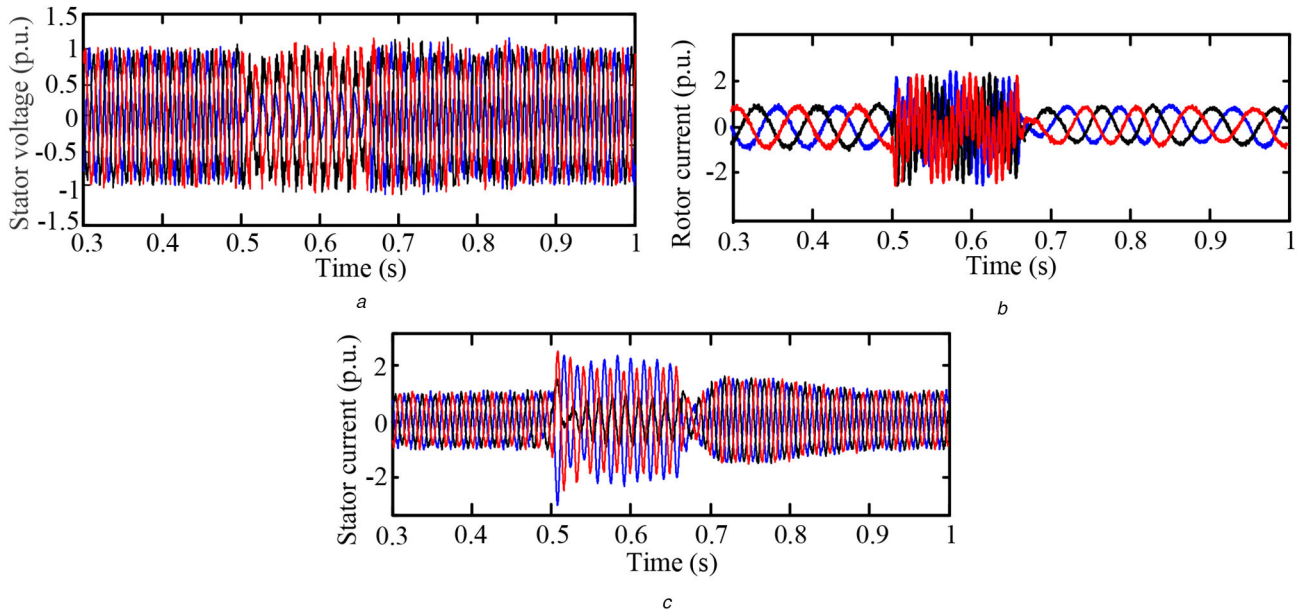 Stator voltage (p.u.)
1.5
1
0.5
0
-0.5
-1
-1.5
0.3 0.4 0.5 0.6 0.7 0.8 0.9 1
Time (s)
a
Rotor current (p.u.)
2
0
-2
0.3 0.4 0.5 0.6 0.7 0.8 0.9 1
Time (s)
b
Stator current (p.u.)
2
0
-2
0.3 0.4 0.5 0.6 0.7 0.8 0.9 1
Time (s)
c